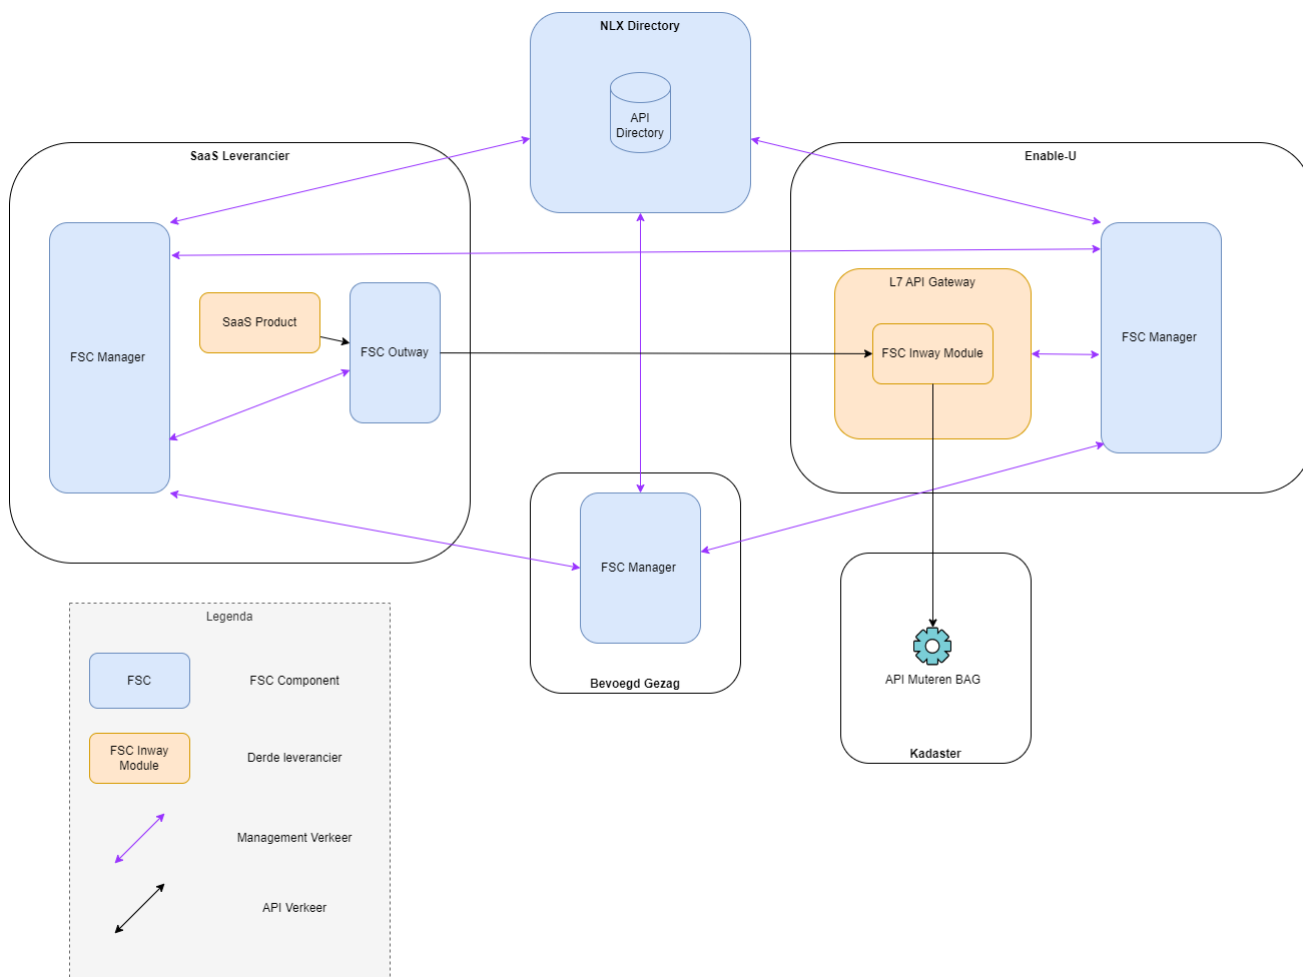 NLX Directory
API
Directory
SaaS Leverancier
Enable-U
FSC Manager
SaaS Product
FSC Outway
L7 API Gateway
FSC Inway Module
FSC Manager
FSC Manager
Bevoegd Gezag
API Muteren BAG
Kadaster
Legenda
FSC
FSC Component
FSC Inway
Module
Derde leverancier
Management Verkeer
API Verkeer